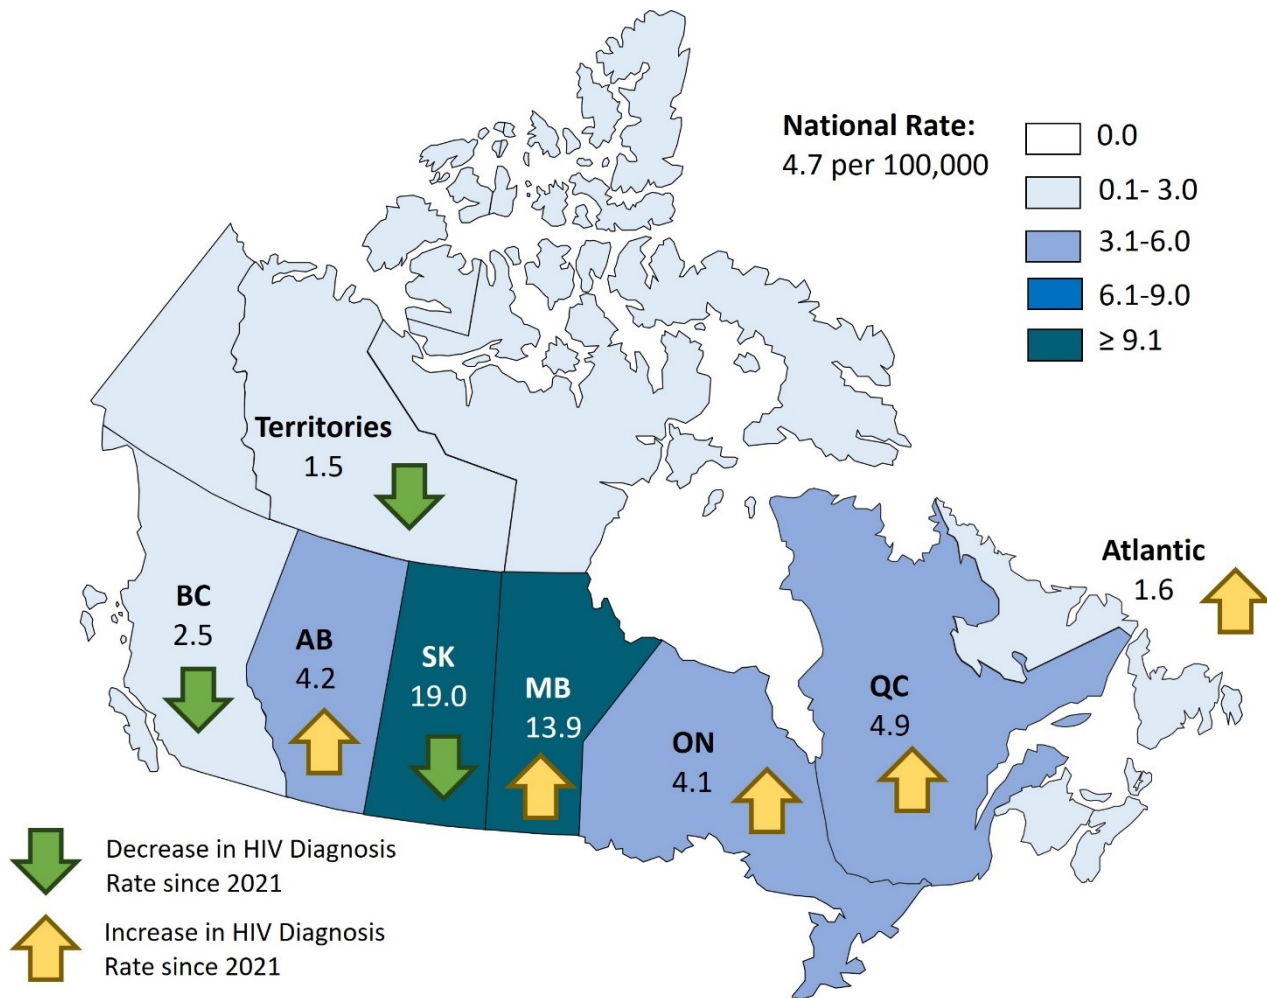 National Rate:
4.7 per 100,000
0.0
0.1- 3.0
3.1-6.0
6.1-9.0
≥ 9.1
Territories
1.5
Atlantic
1.6
BC
2.5
AB
4.2
SK
19.0
MB
13.9
ON
4.1
QC
4.9
Decrease in HIV Diagnosis
Rate since 2021
Increase in HIV Diagnosis
Rate since 2021